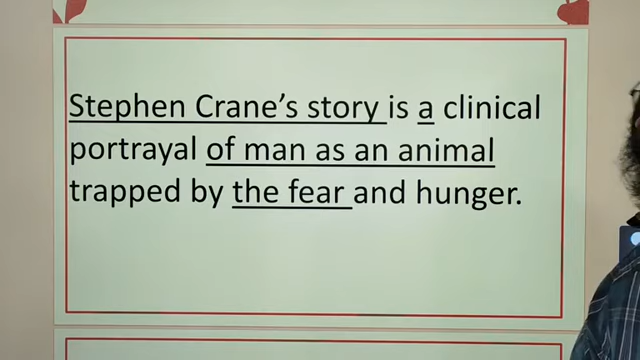 Stephen Crane's story is a clinical
portrayal of man as an animal
trapped by the fear and hunger.